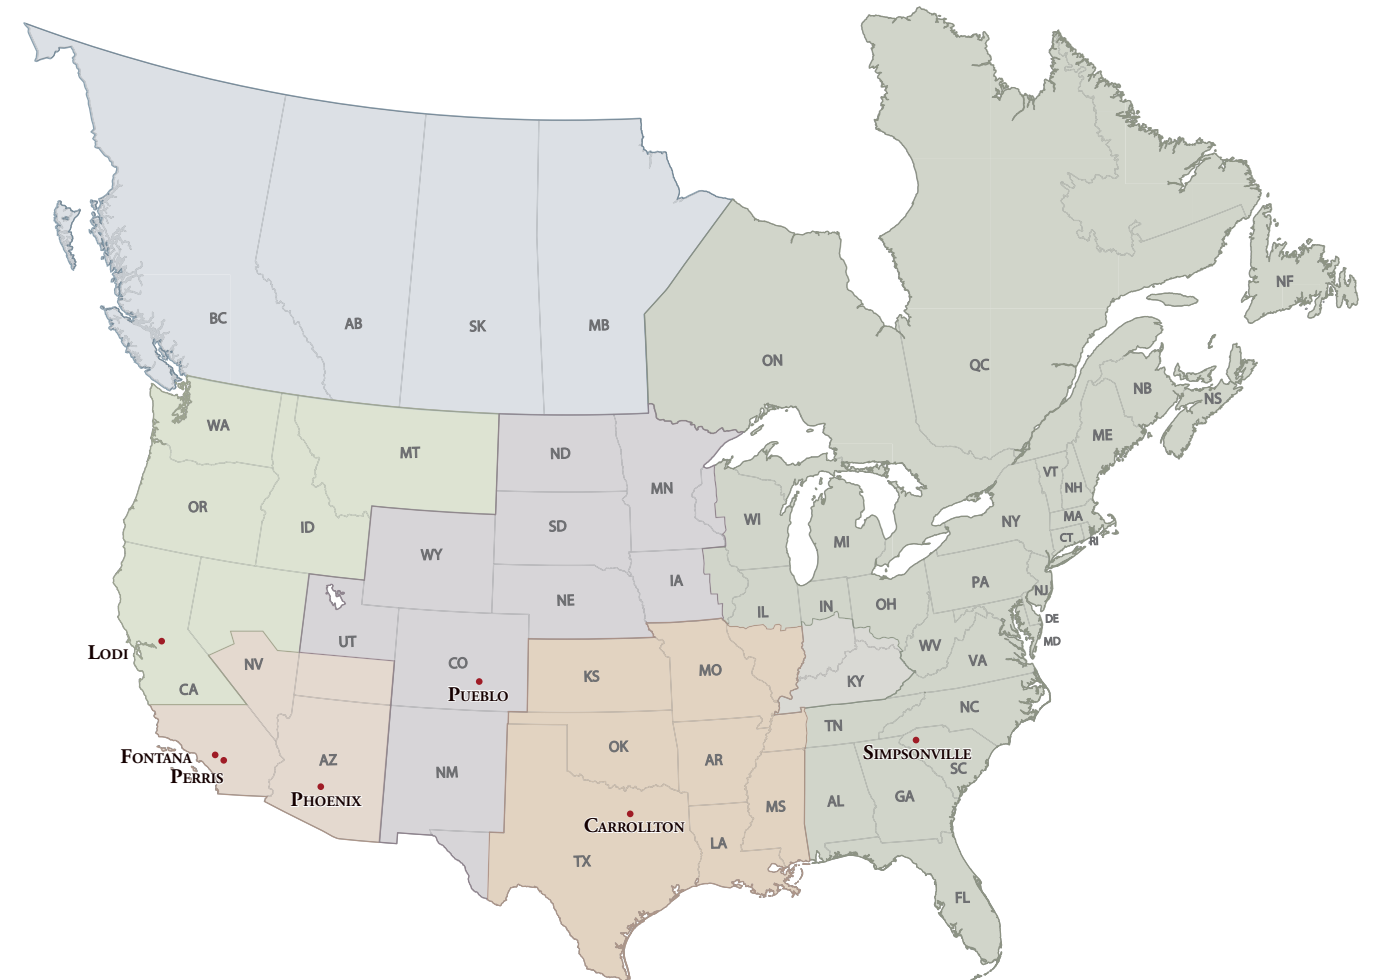 NF
BC
AB
SK
MB
ON
QC
NB
NS
ME
WA
MT
ND
MN
VT
NH
MA
CT
RI
OR
ID
SD
WI
MI
NY
WY
NE
IA
IL
IN
OH
PA
NJ
DE
MD
LODI
UT
NV
CA
CO
PUEBLO
KS
MO
KY
WV
VA
NC
TN
FONTANA
PERRIS
AZ
PHOENIX
NM
OK
AR
SIMPSONVILLE
SC
MS
AL
GA
CARROLLTON
TX
LA
FL